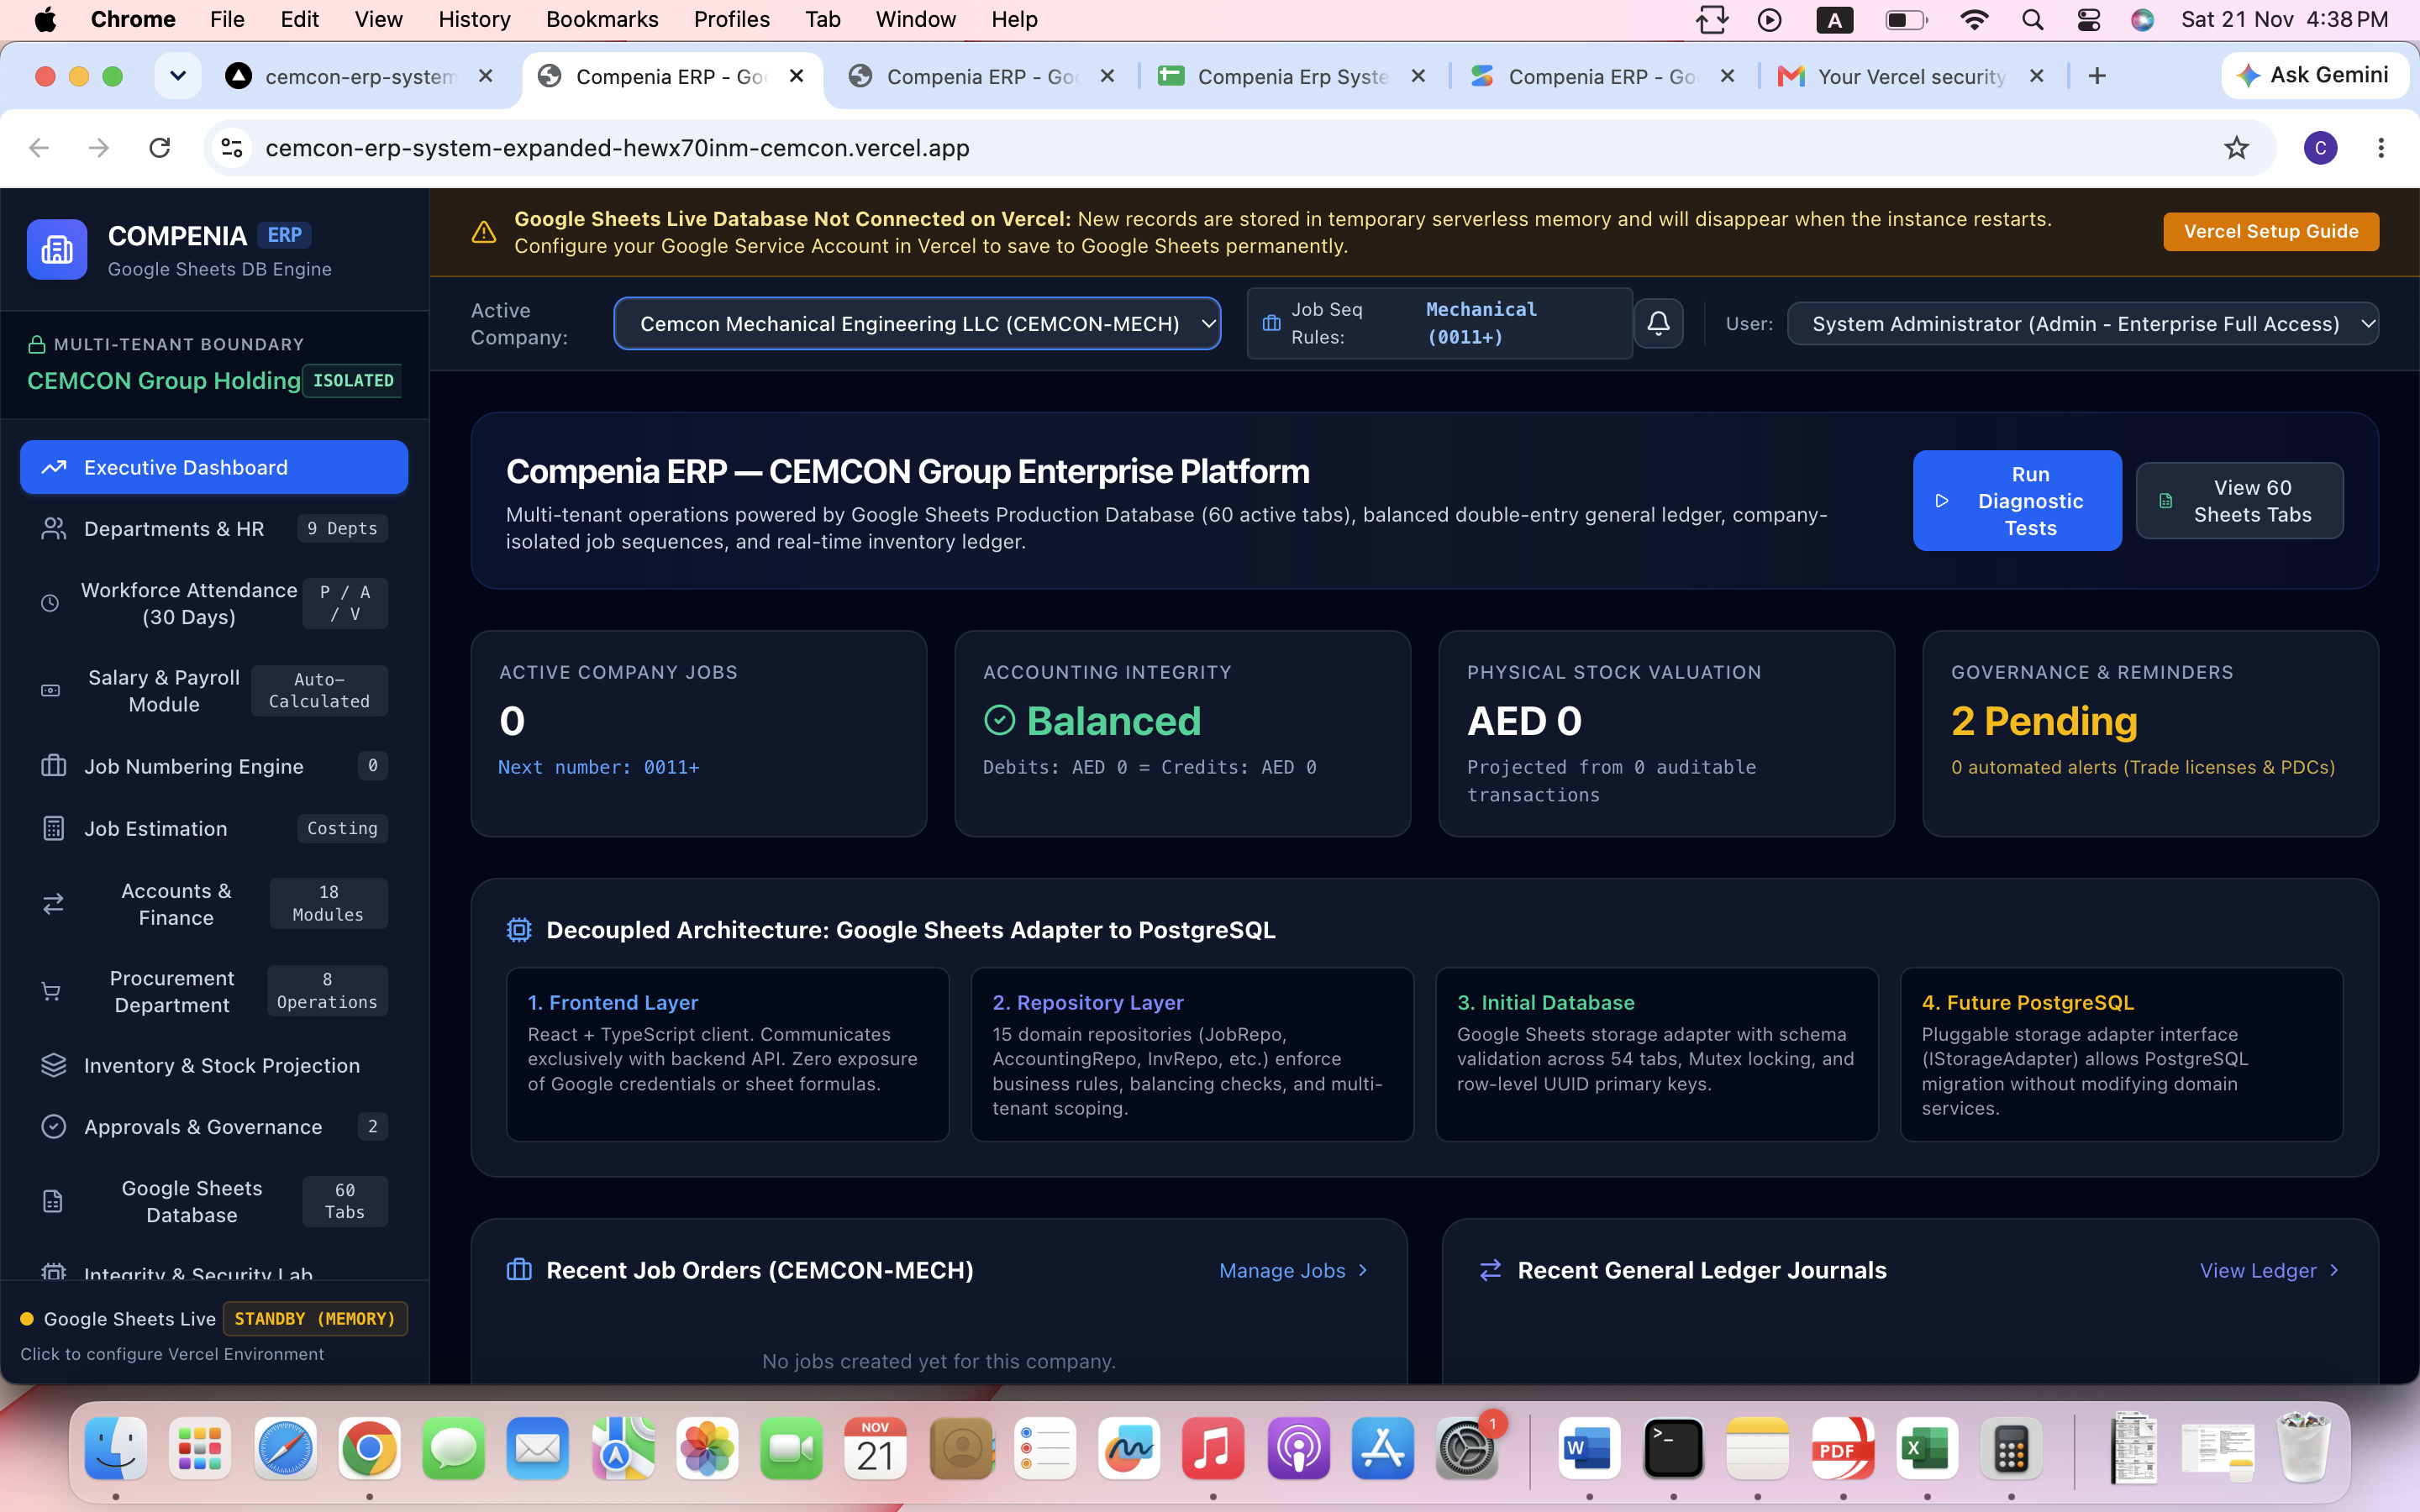 Chrome File Edit View History Bookmarks Profiles Tab Window Help A Sat 21 Nov 4:38 PM
cemcon-erp-system Compenia ERP - Goo Compenia ERP - Goo Compenia Erp Syste Compenia ERP - Go Your Vercel security Ask Gemini
cemcon-erp-system-expanded-hewx70inm-cemcon.vercel.app C
COMPENIA ERP
Google Sheets DB Engine
MULTI-TENANT BOUNDARY
CEMCON Group Holding ISOLATED
Executive Dashboard
Departments & HR 9 Depts
Workforce Attendance
(30 Days)
P / A
/ V
Salary & Payroll
Module
Auto-
Calculated
Job Numbering Engine 0
Job Estimation Costing
Accounts &
Finance
18
Modules
Procurement
Department
8
Operations
Inventory & Stock Projection
Approvals & Governance 2
Google Sheets
Database
60
Tabs
Integrity & Security Lab
Google Sheets Live STANDBY (MEMORY)
Click to configure Vercel Environment
Google Sheets Live Database Not Connected on Vercel: New records are stored in temporary serverless memory and will disappear when the instance restarts.
Configure your Google Service Account in Vercel to save to Google Sheets permanently.
Vercel Setup Guide
Active
Company:
Cemcon Mechanical Engineering LLC (CEMCON-MECH)
Job Seq
Rules:
Mechanical
(0011+)
User: System Administrator (Admin - Enterprise Full Access)
Compenia ERP — CEMCON Group Enterprise Platform
Multi-tenant operations powered by Google Sheets Production Database (60 active tabs), balanced double-entry general ledger, company-
isolated job sequences, and real-time inventory ledger.
Run
Diagnostic
Tests
View 60
Sheets Tabs
ACTIVE COMPANY JOBS
0
Next number: 0011+
ACCOUNTING INTEGRITY
Balanced
Debits: AED 0 = Credits: AED 0
PHYSICAL STOCK VALUATION
AED 0
Projected from 0 auditable
transactions
GOVERNANCE & REMINDERS
2 Pending
0 automated alerts (Trade licenses & PDCs)
Decoupled Architecture: Google Sheets Adapter to PostgreSQL
1. Frontend Layer
React + TypeScript client. Communicates
exclusively with backend API. Zero exposure
of Google credentials or sheet formulas.
2. Repository Layer
15 domain repositories (JobRepo,
AccountingRepo, InvRepo, etc.) enforce
business rules, balancing checks, and multi-
tenant scoping.
3. Initial Database
Google Sheets storage adapter with schema
validation across 54 tabs, Mutex locking, and
row-level UUID primary keys.
4. Future PostgreSQL
Pluggable storage adapter interface
(IStorageAdapter) allows PostgreSQL
migration without modifying domain
services.
Recent Job Orders (CEMCON-MECH) Manage Jobs
No jobs created yet for this company.
Recent General Ledger Journals View Ledger
NOV
21
1
W
>_
PDF
X